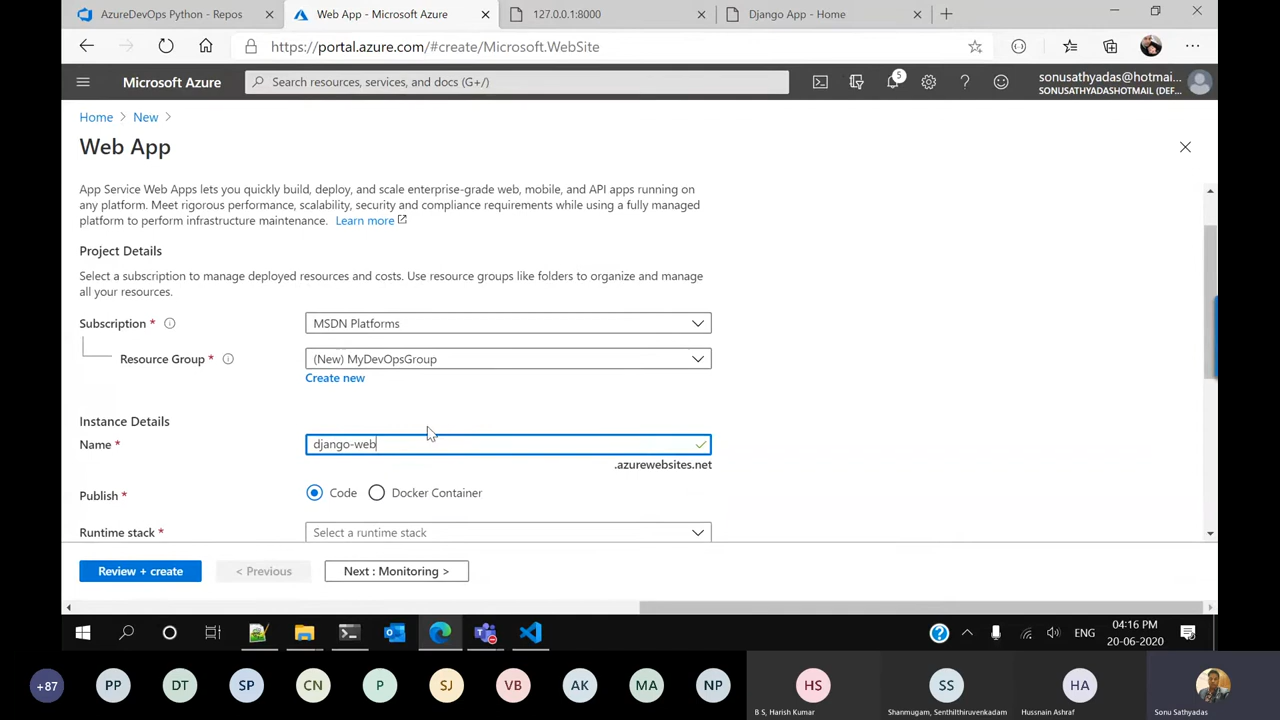 AzureDevOps Python - Repos
Web App - Microsoft Azure
127.0.0.1:8000
Django App - Home
https://portal.azure.com/#create/Microsoft.WebSite
Microsoft Azure
Search resources, services, and docs (G+/)
5
sonusathyadas@hotmai...
SONUSATHYADASHOTMAIL (DEF...
Home > New >
Web App
App Service Web Apps lets you quickly build, deploy, and scale enterprise-grade web, mobile, and API apps running on
any platform. Meet rigorous performance, scalability, security and compliance requirements while using a fully managed
platform to perform infrastructure maintenance. Learn more
Project Details
Select a subscription to manage deployed resources and costs. Use resource groups like folders to organize and manage
all your resources.
Subscription *
MSDN Platforms
Resource Group *
(New) MyDevOpsGroup
Create new
Instance Details
Name *
django-web
.azurewebsites.net
Publish *
Code
Docker Container
Runtime stack *
Select a runtime stack
Review + create
< Previous
Next : Monitoring >
ENG
04:16 PM
20-06-2020
+87
PP
DT
SP
CN
P
SJ
VB
AK
MA
NP
HS
B S, Harish Kumar
SS
Shanmugam, Senthilthiruvenkadam
HA
Hussnain Ashraf
Sonu Sathyadas